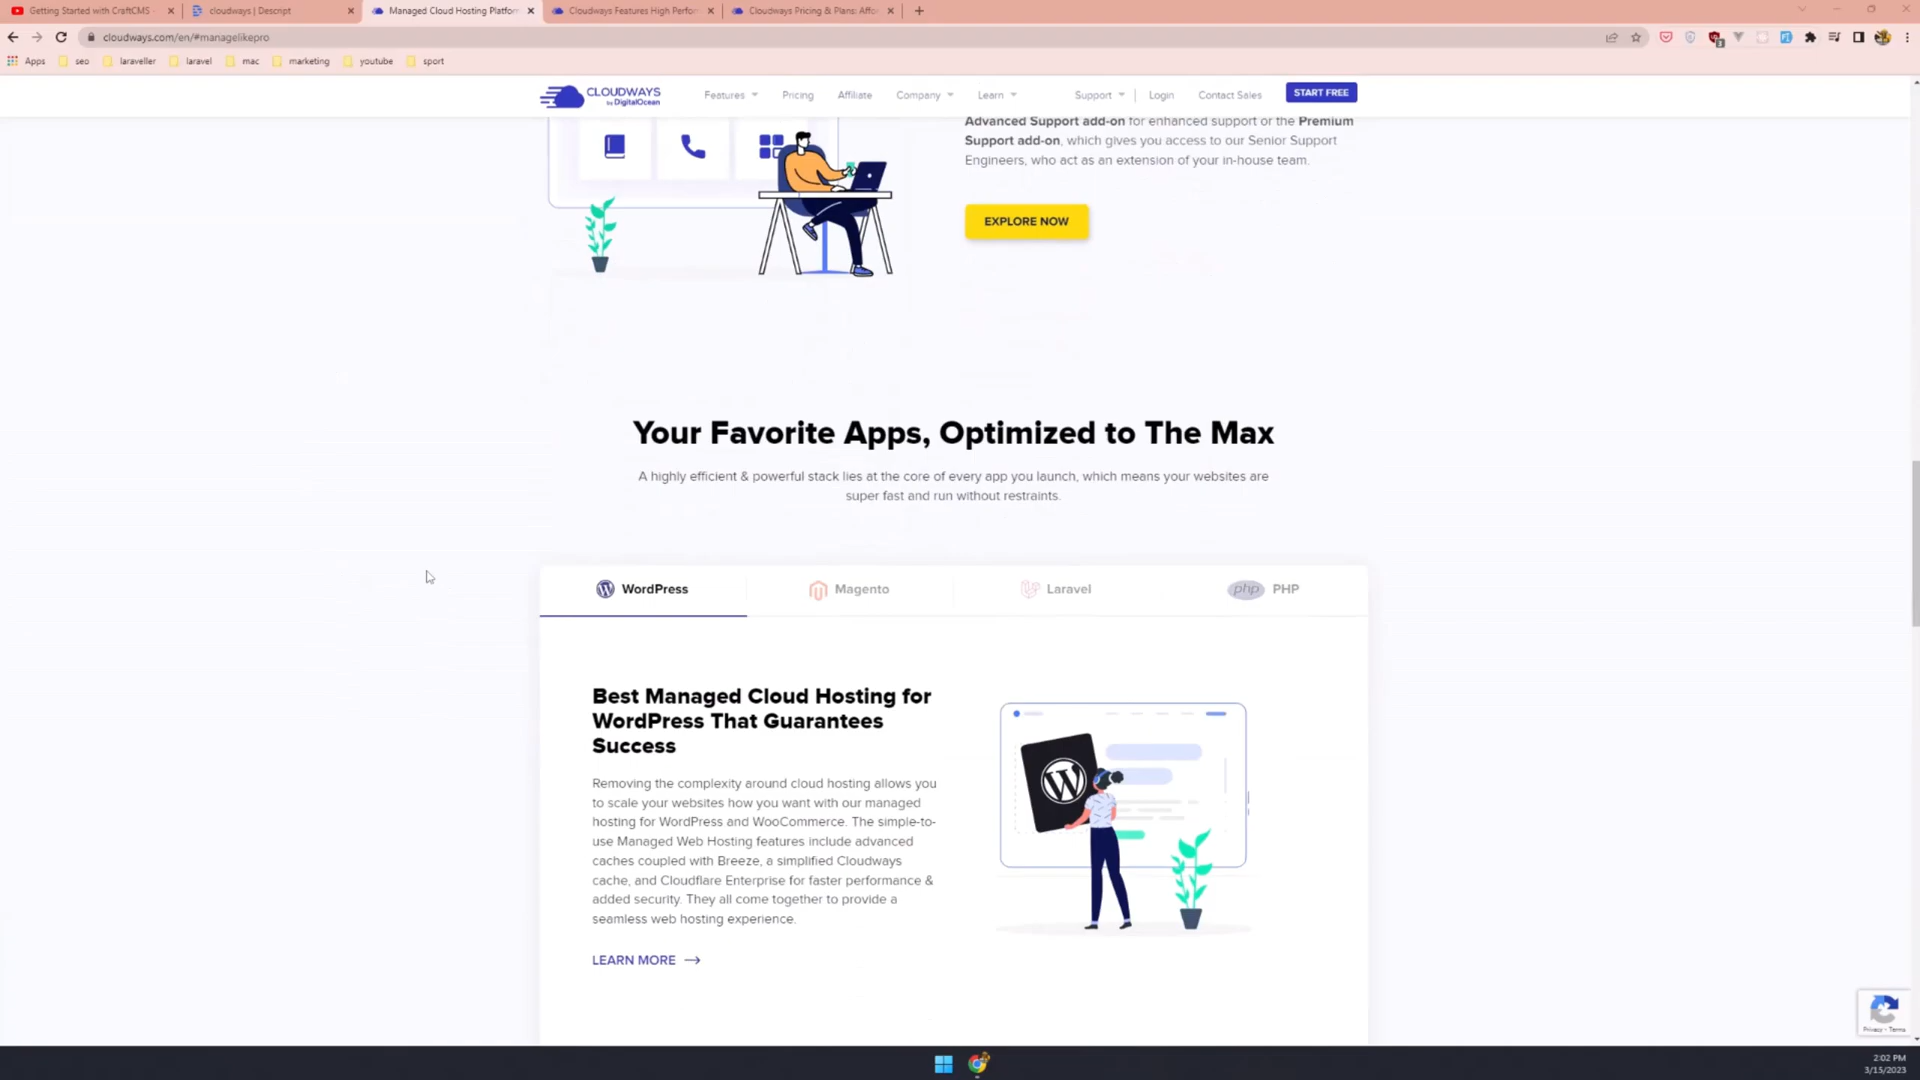 Getting Started with CraftCMS
cloudways | Descript
Managed Cloud Hosting Platfor
Cloudways Features High Perfor
Cloudways Pricing & Plans: Affo
cloudways.com/en/#managelikepro
Apps
seo
laraveller
laravel
mac
marketing
youtube
sport
CLOUDWAYS
by DigitalOcean
Features
Pricing
Affiliate
Company
Learn
Support
Login
Contact Sales
START FREE
Advanced Support add-on for enhanced support or the Premium
Support add-on, which gives you access to our Senior Support
Engineers, who act as an extension of your in-house team.
EXPLORE NOW
Your Favorite Apps, Optimized to The Max
A highly efficient & powerful stack lies at the core of every app you launch, which means your websites are
super fast and run without restraints.
WordPress
Magento
Laravel
php PHP
Best Managed Cloud Hosting for
WordPress That Guarantees
Success
Removing the complexity around cloud hosting allows you
to scale your websites how you want with our managed
hosting for WordPress and WooCommerce. The simple-to-
use Managed Web Hosting features include advanced
caches coupled with Breeze, a simplified Cloudways
cache, and Cloudflare Enterprise for faster performance &
added security. They all come together to provide a
seamless web hosting experience.
LEARN MORE
Privacy - Terms
2:02 PM
3/15/2023